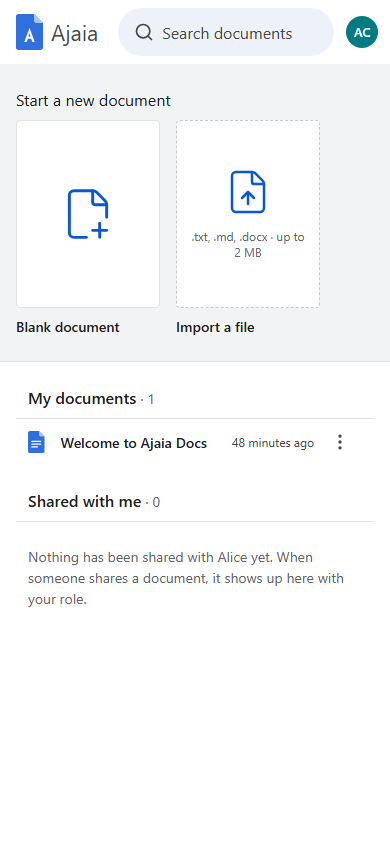 A Ajaia
Search documents
AC
Start a new document
.txt, .md, .docx · up to
2 MB
Blank document
Import a file
My documents · 1
Welcome to Ajaia Docs
48 minutes ago
Shared with me · 0
Nothing has been shared with Alice yet. When
someone shares a document, it shows up here with
your role.